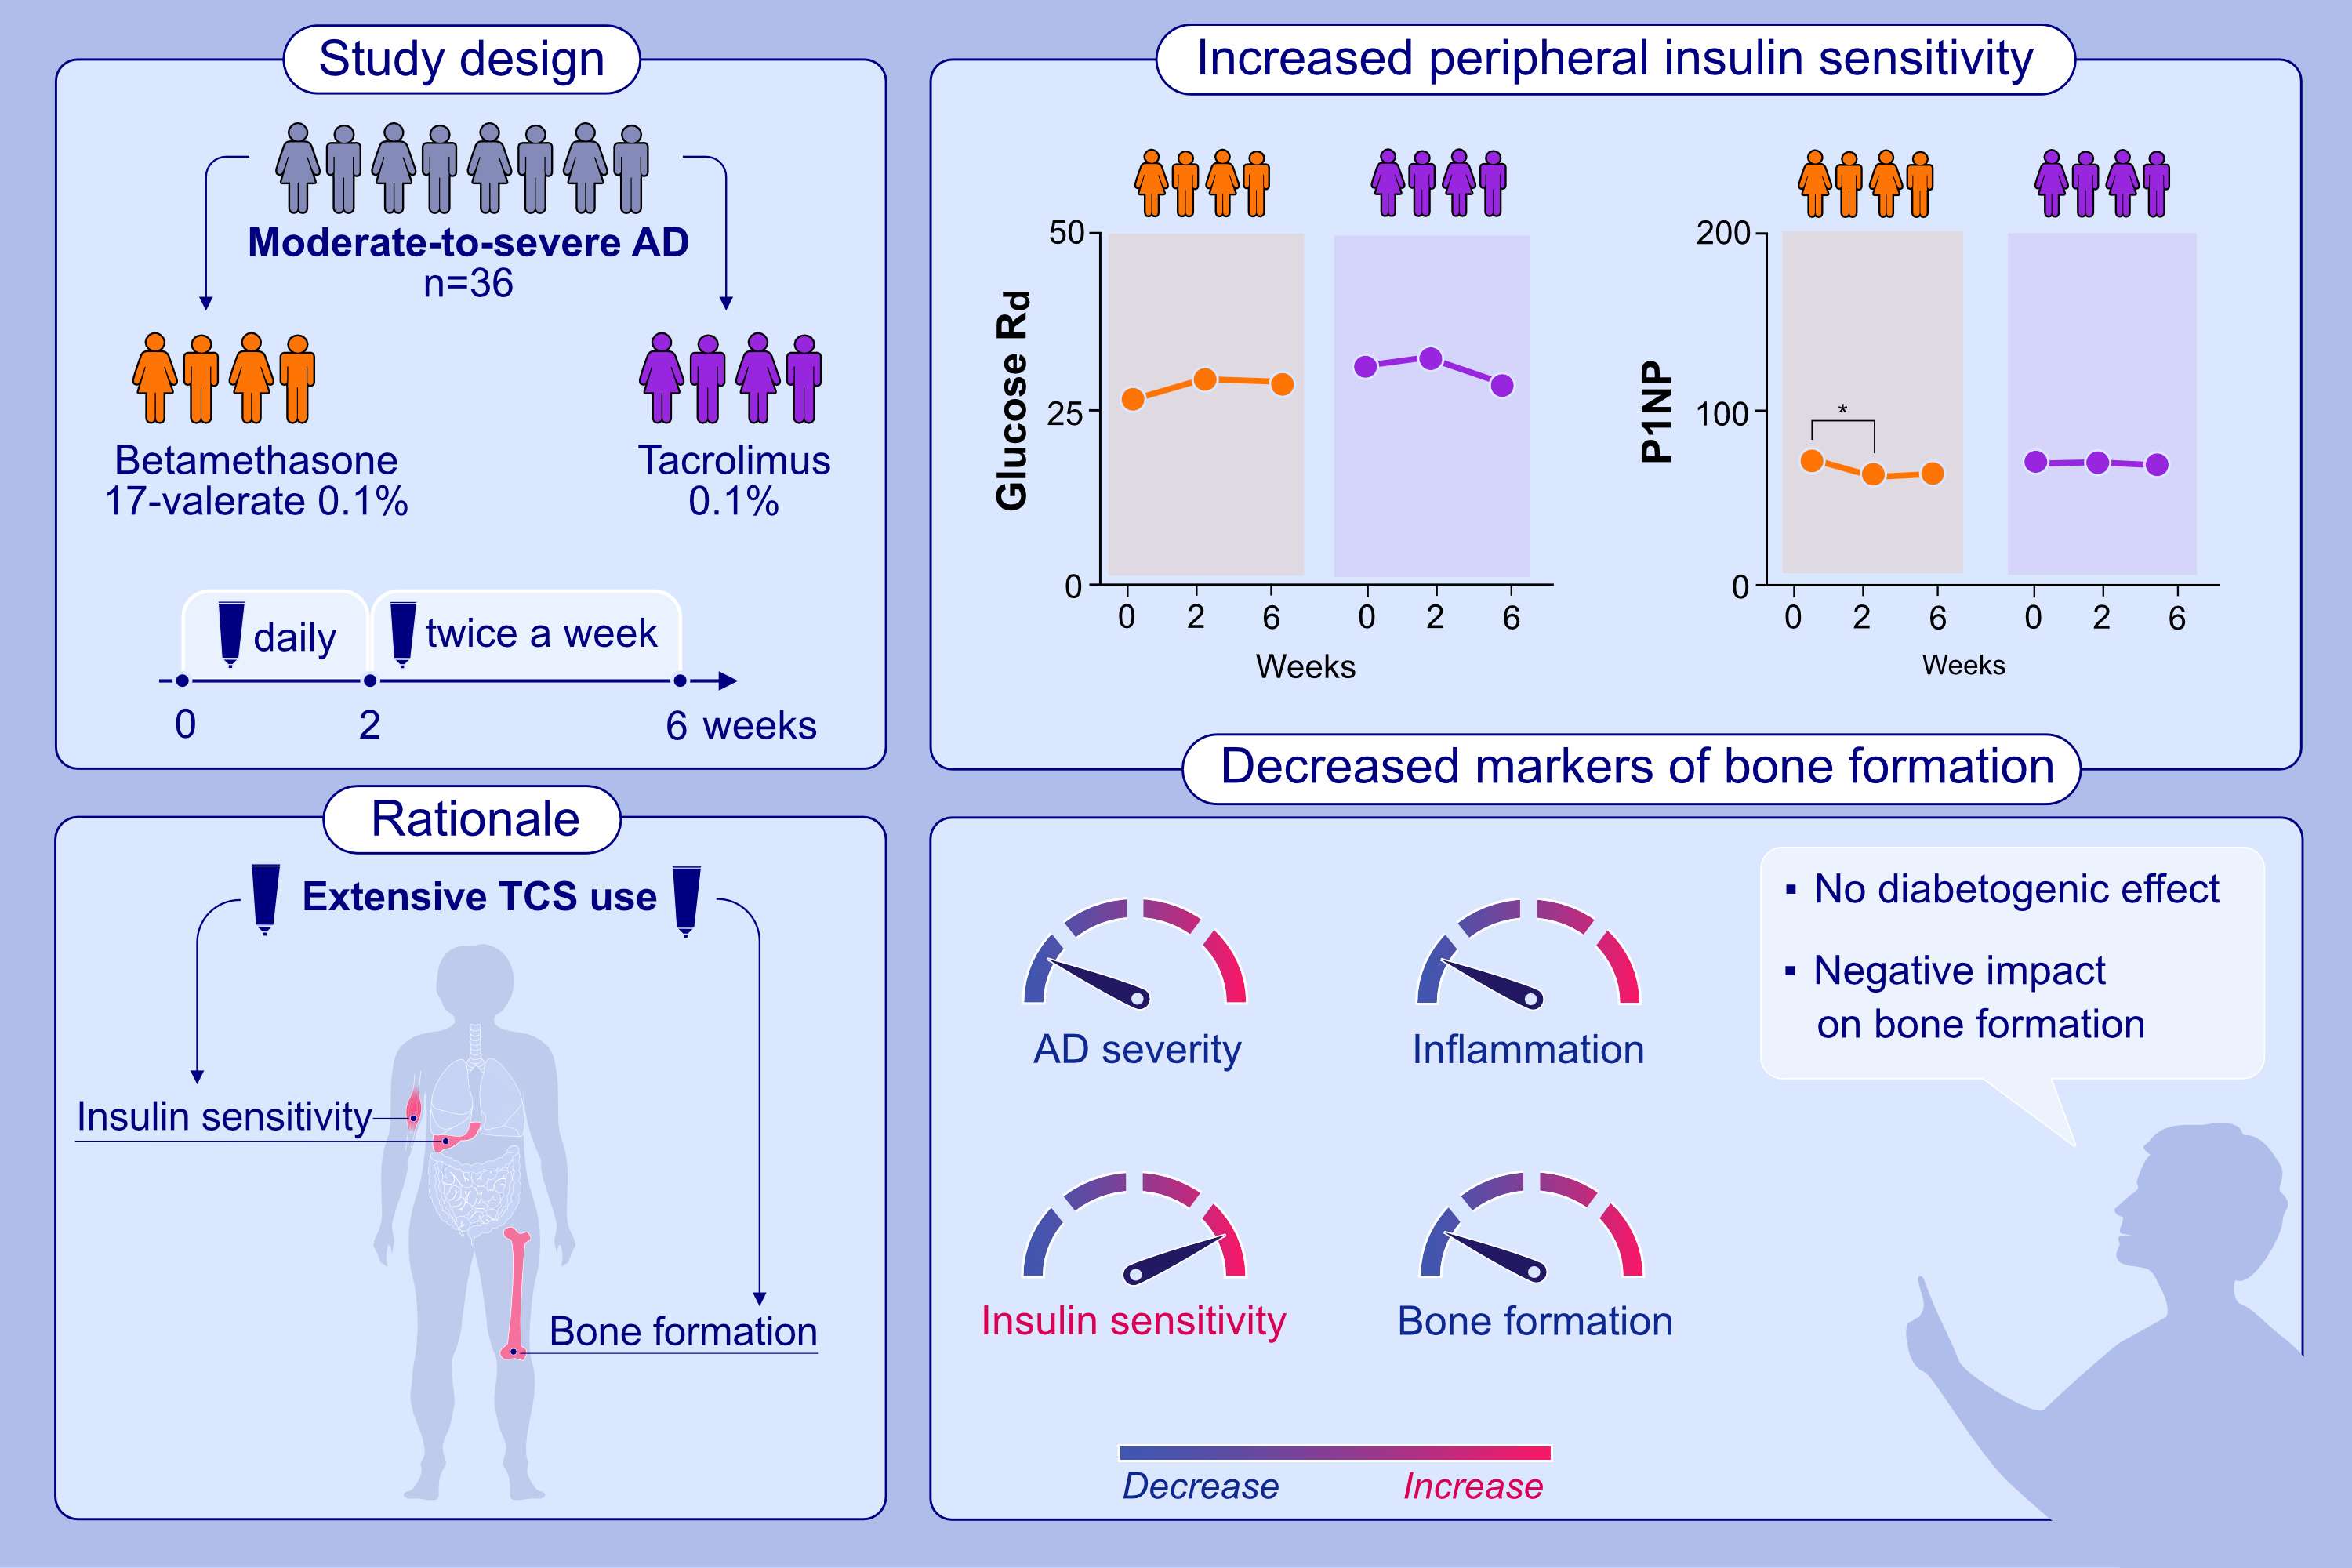 Study design
Moderate-to-severe AD
n=36
Betamethasone
17-valerate 0.1%
Tacrolimus
0.1%
daily
twice a week
0
2
6 weeks
Increased peripheral insulin sensitivity
Glucose Rd
50
25
0
0 2 6 0 2 6
Weeks
P1NP
200
100
0
*
0 2 6 0 2 6
Weeks
Decreased markers of bone formation
Rationale
Extensive TCS use
Insulin sensitivity
Bone formation
AD severity
Inflammation
Insulin sensitivity
Bone formation
Decrease
Increase
▪ No diabetogenic effect
▪ Negative impact
on bone formation